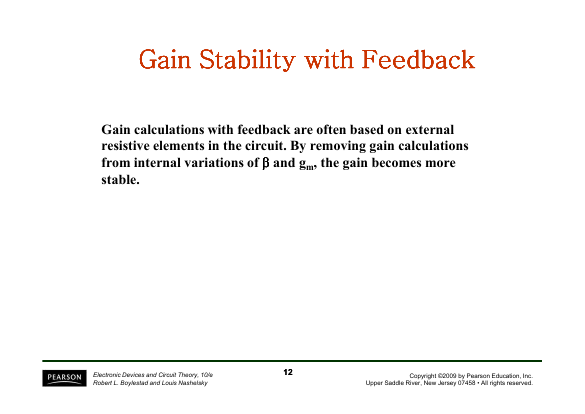 Gain Stability with Feedback
Gain calculations with feedback are often based on external
resistive elements in the circuit. By removing gain calculations
from internal variations of β and gm, the gain becomes more
stable.
PEARSON
Electronic Devices and Circuit Theory, 10/e
Robert L. Boylestad and Louis Nashelsky
12
Copyright ©2009 by Pearson Education, Inc.
Upper Saddle River, New Jersey 07458 • All rights reserved.